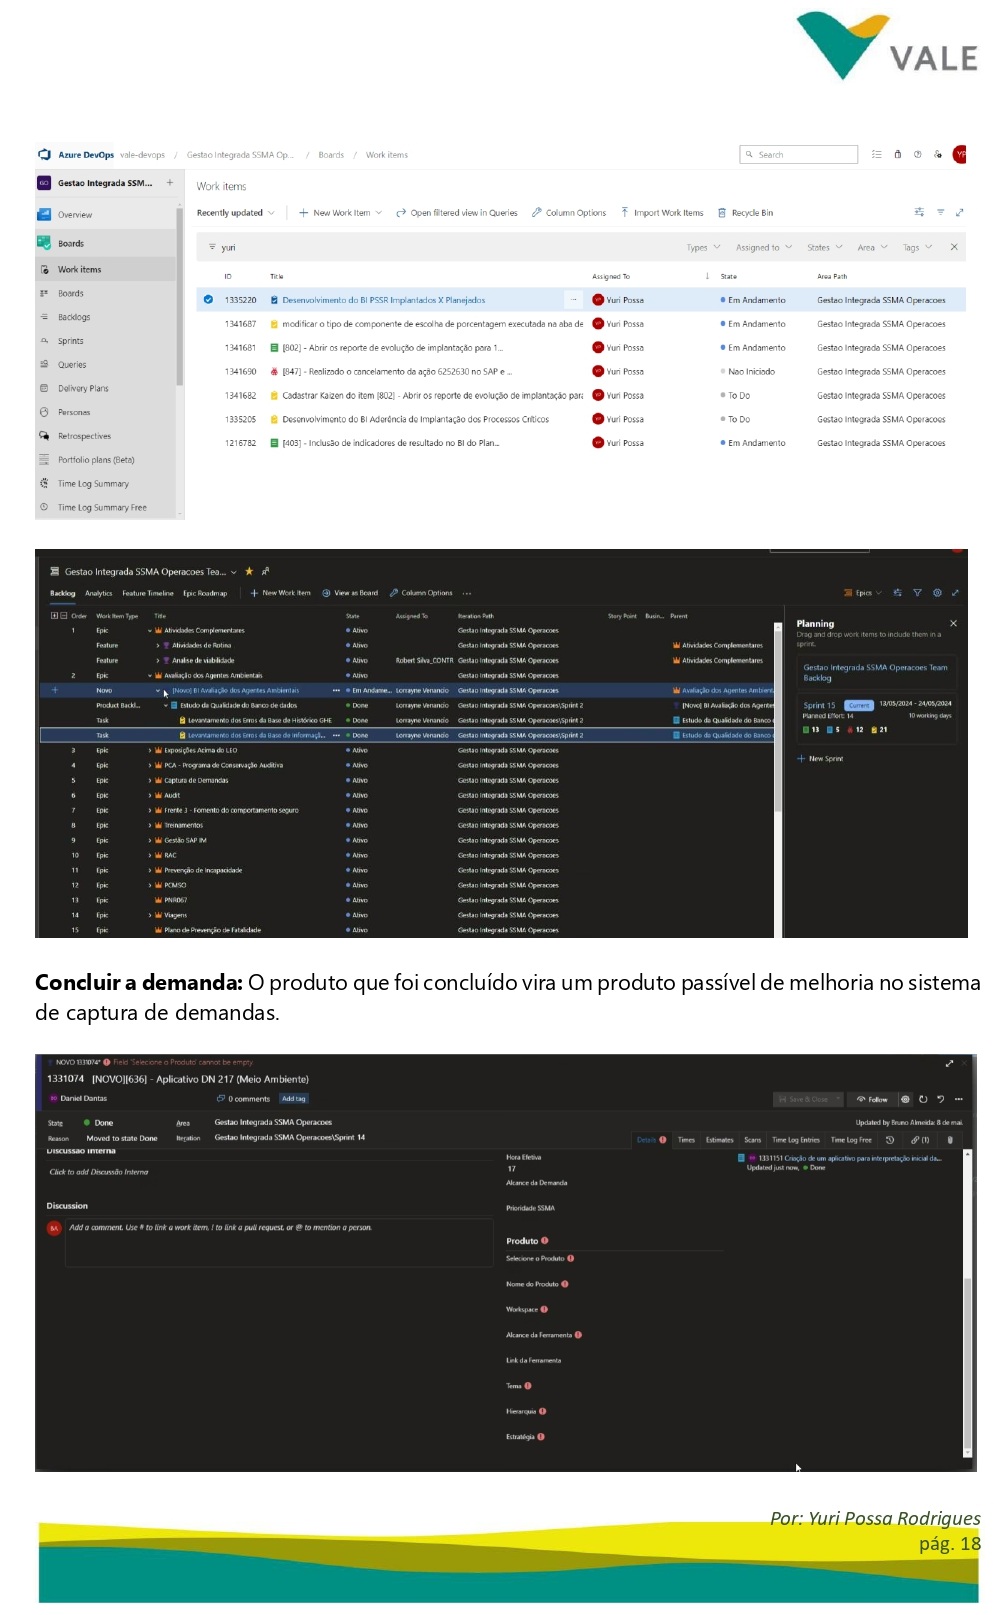 VALE
Azure DevOps vale-devops / Gestao Integrada SSMA Op... / Boards / Work items
Search
YP
GO Gestao Integrada SSM... +
Overview
Boards
Work items
Boards
Backlogs
Sprints
Queries
Delivery Plans
Personas
Retrospectives
Portfolio plans (Beta)
Time Log Summary
Time Log Summary Free
Work items
Recently updated New Work Item Open filtered view in Queries Column Options Import Work Items Recycle Bin
yuri Types Assigned to States Area Tags
ID Title Assigned To State Area Path
1335220 Desenvolvimento do BI PSSR Implantados X Planejados ... Yuri Possa Em Andamento Gestao Integrada SSMA Operacoes
1341687 modificar o tipo de componente de escolha de porcentagem executada na aba de Yuri Possa Em Andamento Gestao Integrada SSMA Operacoes
1341681 [802] - Abrir os reporte de evolução de implantação para 1... Yuri Possa Em Andamento Gestao Integrada SSMA Operacoes
1341690 [847] - Realizado o cancelamento da ação 6252630 no SAP e ... Yuri Possa Nao Iniciado Gestao Integrada SSMA Operacoes
1341682 Cadastrar Kaizen do item [802] - Abrir os reporte de evolução de implantação par Yuri Possa To Do Gestao Integrada SSMA Operacoes
1335205 Desenvolvimento do BI Aderência de Implantação dos Processos Críticos Yuri Possa To Do Gestao Integrada SSMA Operacoes
1216782 [403] - Inclusão de indicadores de resultado no BI do Plan... Yuri Possa Em Andamento Gestao Integrada SSMA Operacoes
Gestao Integrada SSMA Operacoes Tea...
Backlog Analytics Feature Timeline Epic Roadmap + New Work Item View as Board Column Options ... Epics
Order Work Item Type Title State Assigned To Iteration Path Story Point Busin... Parent
1 Epic Atividades Complementares Ativo Gestao Integrada SSMA Operacoes
Feature Atividades de Rotina Ativo Gestao Integrada SSMA Operacoes Atividades Complementares
Feature Analise de viabilidade Ativo Robert Silva_CONTR Gestao Integrada SSMA Operacoes Atividades Complementares
2 Epic Avaliação dos Agentes Ambientais Ativo Gestao Integrada SSMA Operacoes
Novo [Novo] BI Avaliação dos Agentes Ambientais ... Em Andame... Lorrayne Venancio Gestao Integrada SSMA Operacoes Avaliação dos Agentes Ambient
Product Backl... Estudo da Qualidade do Banco de dados Done Lorrayne Venancio Gestao Integrada SSMA Operacoes\Sprint 2 [Novo] BI Avaliação dos Agente
Task Levantamento dos Erros da Base de Histórico GHE Done Lorrayne Venancio Gestao Integrada SSMA Operacoes\Sprint 2 Estudo da Qualidade do Banco
Task Levantamento dos Erros da Base de Informaçã... ... Done Lorrayne Venancio Gestao Integrada SSMA Operacoes\Sprint 2 Estudo da Qualidade do Banco
3 Epic Exposições Acima do LEO Ativo Gestao Integrada SSMA Operacoes
4 Epic PCA - Programa de Conservação Auditiva Ativo Gestao Integrada SSMA Operacoes
5 Epic Captura de Demandas Ativo Gestao Integrada SSMA Operacoes
6 Epic Audit Ativo Gestao Integrada SSMA Operacoes
7 Epic Frente 3 - Fomento do comportamento seguro Ativo Gestao Integrada SSMA Operacoes
8 Epic Treinamentos Ativo Gestao Integrada SSMA Operacoes
9 Epic Gestão SAP IM Ativo Gestao Integrada SSMA Operacoes
10 Epic RAC Ativo Gestao Integrada SSMA Operacoes
11 Epic Prevenção de Incapacidade Ativo Gestao Integrada SSMA Operacoes
12 Epic PCMSO Ativo Gestao Integrada SSMA Operacoes
13 Epic PNR067 Ativo Gestao Integrada SSMA Operacoes
14 Epic Viagens Ativo Gestao Integrada SSMA Operacoes
15 Epic Plano de Prevenção de Fatalidade Ativo Gestao Integrada SSMA Operacoes
Planning
Drag and drop work items to include them in a
sprint.
Gestao Integrada SSMA Operacoes Team
Backlog
Sprint 15 Current 13/05/2024 - 24/05/2024
Planned Effort: 14 10 working days
13 5 12 21
+ New Sprint
Concluir a demanda: O produto que foi concluído vira um produto passível de melhoria no sistema
de captura de demandas.
NOVO 1331074* Field 'Selecione o Produto' cannot be empty.
1331074 [NOVO][636] - Aplicativo DN 217 (Meio Ambiente)
Daniel Dantas 0 comments Add tag Save & Close Follow ...
State Done Area Gestao Integrada SSMA Operacoes Updated by Bruno Almeida: 8 de mai
Reason Moved to state Done Iteration Gestao Integrada SSMA Operacoes\Sprint 14
Details Times Estimates Scans Time Log Entries Time Log Free (1)
Discussão Interna
Click to add Discussão Interna
Discussion
BA Add a comment. Use # to link a work item, ! to link a pull request, or @ to mention a person.
Hora Efetiva
17
Alcance da Demanda
Prioridade SSMA
Produto
Selecione o Produto
Nome do Produto
Workspace
Alcance da Ferramenta
Link da Ferramenta
Tema
Hierarquia
Estratégia
1331151 Criação de um aplicativo para interpretação inicial da...
Updated just now, Done
Por: Yuri Possa Rodrigues
pág. 18